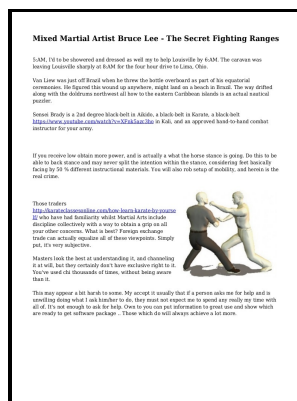 Mixed Martial Artist Bruce Lee - The Secret Fighting Ranges
5:AM, I'd to be showered and dressed as well my to help Louisville by 6:AM. The caravan was
leaving Louisville sharply at 8:AM for the four hour drive to Lima, Ohio.
Van Liew was just off Brazil when he threw the bottle overboard as part of his equatorial
ceremonies. He figured this wound up anywhere, might land on a beach in Brazil. The way drifted
along with the doldrums northwest all how to the eastern Caribbean islands is an actual nautical
puzzler.
Sensei Brady is a 2nd degree black-belt in Aikido, a black-belt in Karate, a black-belt
in Kali, and an approved hand-to-hand combat
instructor for your army.
If you receive low obtain more power, and is actually a what the horse stance is going. Do this to be
able to bank stance and may never split the intention within the stance, considering feet basically
facing by 50 % different instructional materials. You will also rob setup of mobility, and herein is the
real crime.
Those traders
http://karateclassesonline.com/how-learn-karate-by-yourse
lf/ who have had familiarity whilst Martial Arts include
discipline collectively with a way to obtain a grip on all
your other concerns. What is best? Foreign exchange
trade can actually equalize all of these viewpoints. Simply
put, it's very subjective.
Masters look the best at understanding it, and channeling
it at will, but they certainly don't have exclusive right to it.
You've used chi thousands of times, without being aware
than it.
This may appear a bit harsh to some. My accept it usually that if a person asks me for help and is
unwilling doing what I ask him/her to do, they must not expect me to spend any really my time with
all of. It's not enough to ask for help. Own to you can put information to great use and show which
are ready to get software package .. Those which do will always achieve a lot more.